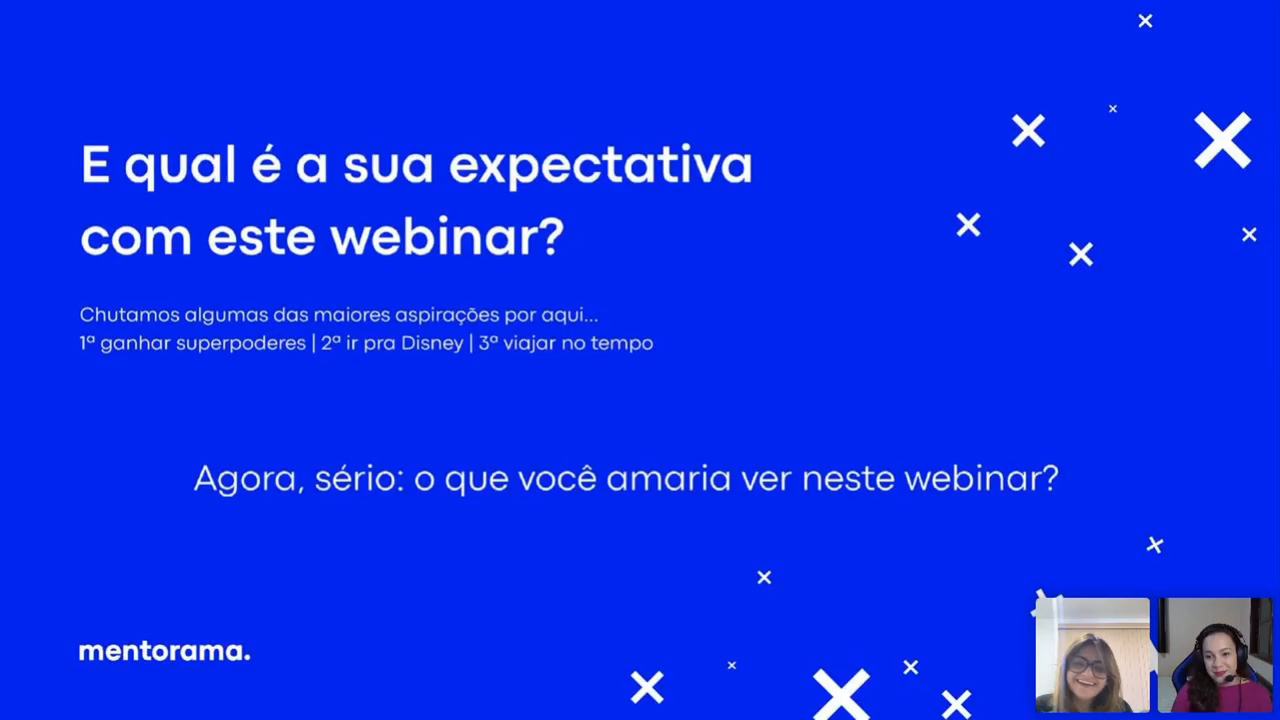 E qual é a sua expectativa
com este webinar?
Chutamos algumas das maiores aspirações por aqui...
1ª ganhar superpoderes | 2ª ir pra Disney | 3ª viajar no tempo
Agora, sério: o que você amaria ver neste webinar?
mentorama.